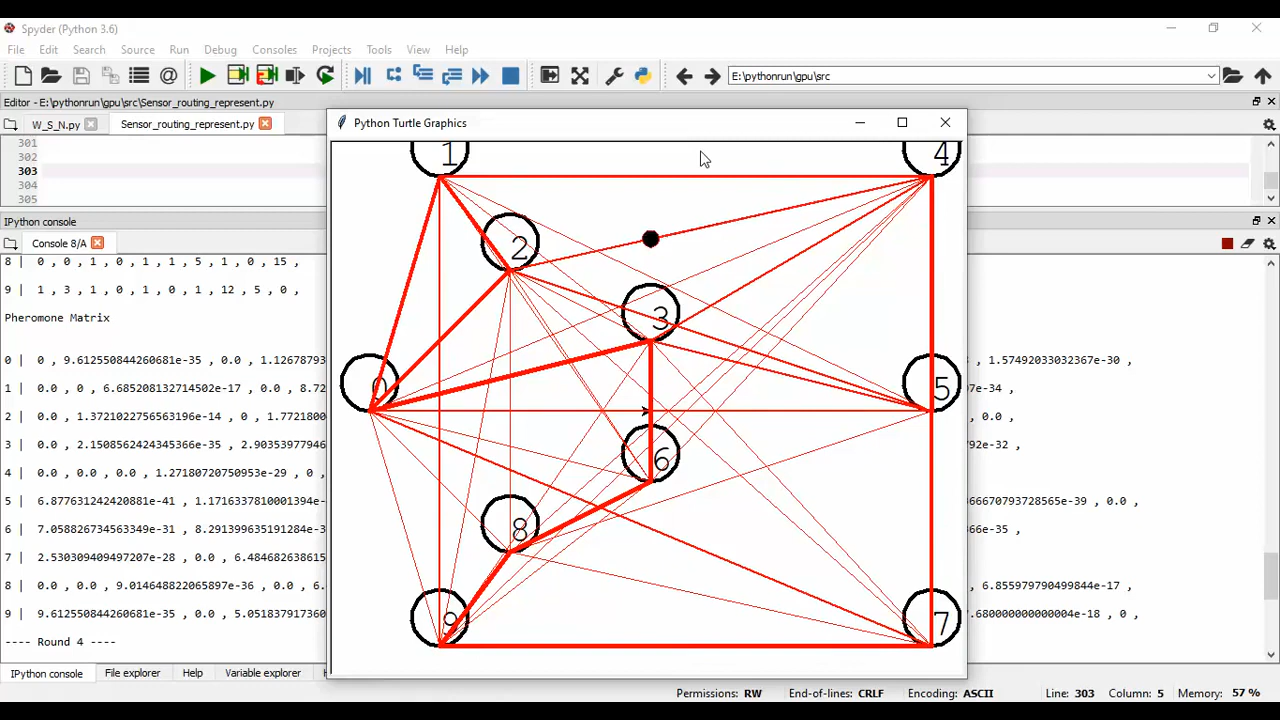 Spyder (Python 3.6)
File Edit Search Source Run Debug Consoles Projects Tools View Help
E:\pythonrun\gpu\src
Editor - E:\pythonrun\gpu\src\Sensor_routing_represent.py
W_S_N.py Sensor_routing_represent.py
301
302
303
304
305
IPython console
Console 8/A
8 | 0 , 0 , 1 , 0 , 1 , 1 , 5 , 1 , 0 , 15 ,
9 | 1 , 3 , 1 , 0 , 1 , 0 , 1 , 12 , 5 , 0 ,
Pheromone Matrix
0 | 0 , 9.612550844260681e-35 , 0.0 , 1.12678793
8 , 1.57492033032367e-30 ,
1 | 0.0 , 0 , 6.685208132714502e-17 , 0.0 , 8.72
7e-34 ,
2 | 0.0 , 1.3721022756563196e-14 , 0 , 1.7721800
0.0 ,
3 | 0.0 , 2.15085624243 45366e-35 , 2.90353977946
92e-32 ,
4 | 0.0 , 0.0 , 0.0 , 1.27180720750953e-29 , 0
5 | 6.877631242420881e-41 , 1.1716337810001394e-
66670793728565e-39 , 0.0 ,
6 | 7.058826734563349e-31 , 8.291399635191284e-3
66e-35 ,
7 | 2.530309409497207e-28 , 0.0 , 6.484682638615
8 | 0.0 , 0.0 , 9.014648822065897e-36 , 0.0 , 6.
6.855979790499844e-17 ,
9 | 9.612550844260681e-35 , 0.0 , 5.051837917360
680000000000004e-18 , 0 ,
---- Round 4 ----
IPython console File explorer Help Variable explorer
Python Turtle Graphics
1
4
2
3
0
5
6
8
9
7
Permissions: RW End-of-lines: CRLF Encoding: ASCII Line: 303 Column: 5 Memory: 57 %